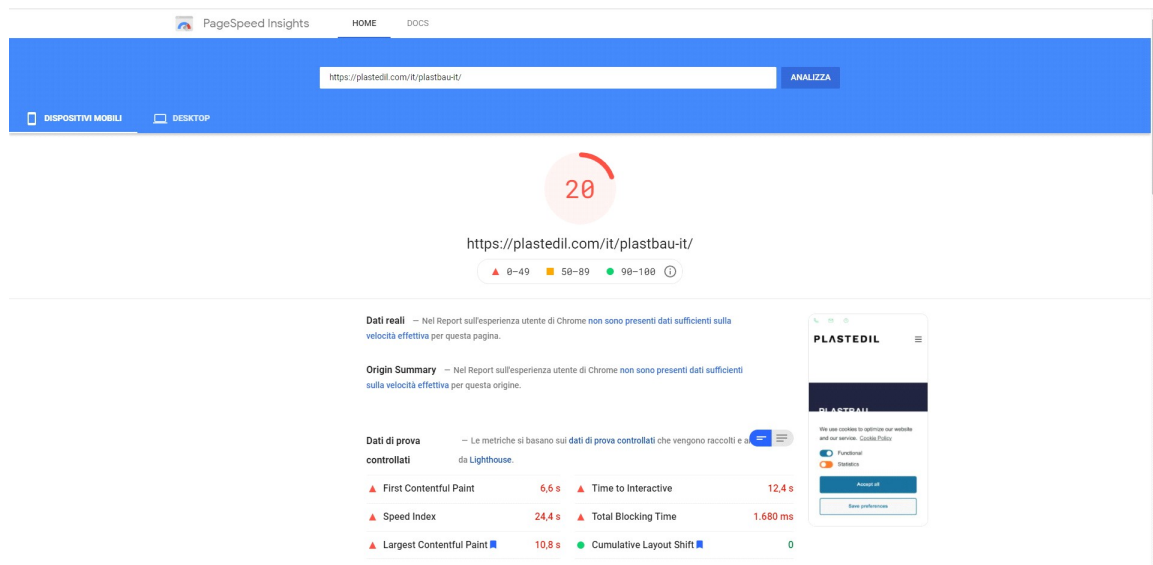 PageSpeed Insights HOME DOCS
https://plastedil.com/it/plastbau-it/ ANALIZZA
DISPOSITIVI MOBILI DESKTOP
20
https://plastedil.com/it/plastbau-it/
0–49 50–89 90–100
Dati reali — Nel Report sull'esperienza utente di Chrome non sono presenti dati sufficienti sulla
velocità effettiva per questa pagina.
Origin Summary — Nel Report sull'esperienza utente di Chrome non sono presenti dati sufficienti
sulla velocità effettiva per questa origine.
Dati di prova controllati — Le metriche si basano sui dati di prova controllati che vengono raccolti e a
da Lighthouse.
First Contentful Paint 6,6 s
Time to Interactive 12,4 s
Speed Index 24,4 s
Total Blocking Time 1.680 ms
Largest Contentful Paint 10,8 s
Cumulative Layout Shift 0
PLASTEDIL
PLASTBAU
We use cookies to optimize our website
and our service. Cookie Policy
Functional
Statistics
Accept all
Save preferences